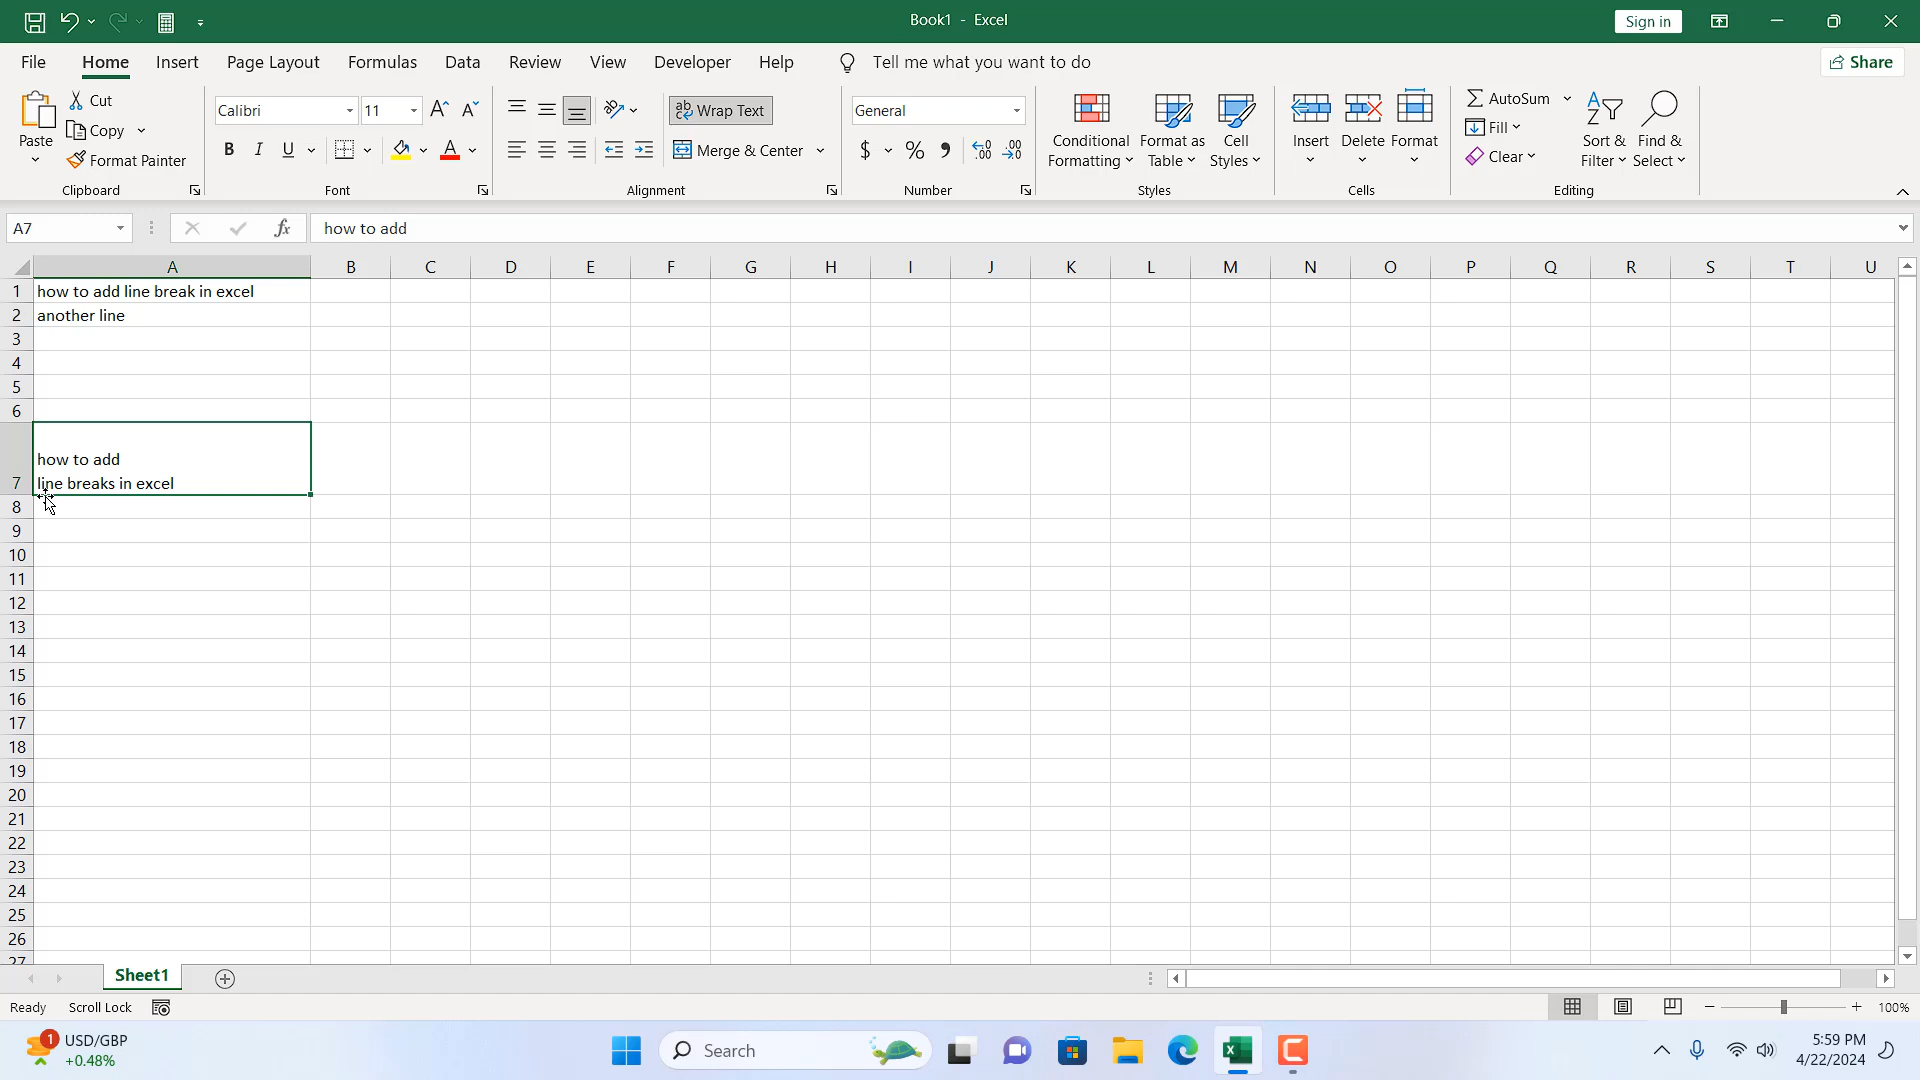 Book1 - Excel
Sign in
File Home Insert Page Layout Formulas Data Review View Developer Help Tell me what you want to do Share
Paste
Cut
Copy
Format Painter
Clipboard
Calibri 11
B I U A
Font
Wrap Text
Merge & Center
Alignment
General
$ % 9
Number
Conditional Formatting
Format as Table
Cell Styles
Styles
Insert Delete Format
Cells
AutoSum
Fill
Clear
Sort & Filter
Find & Select
Editing
A7 fx how to add
A B C D E F G H I J K L M N O P Q R S T U
1 how to add line break in excel
2 another line
3
4
5
6
how to add
7 line breaks in excel
8
9
10
11
12
13
14
15
16
17
18
19
20
21
22
23
24
25
26
27
Sheet1
Ready Scroll Lock 100%
1 USD/GBP
+0.48%
Search
5:59 PM
4/22/2024